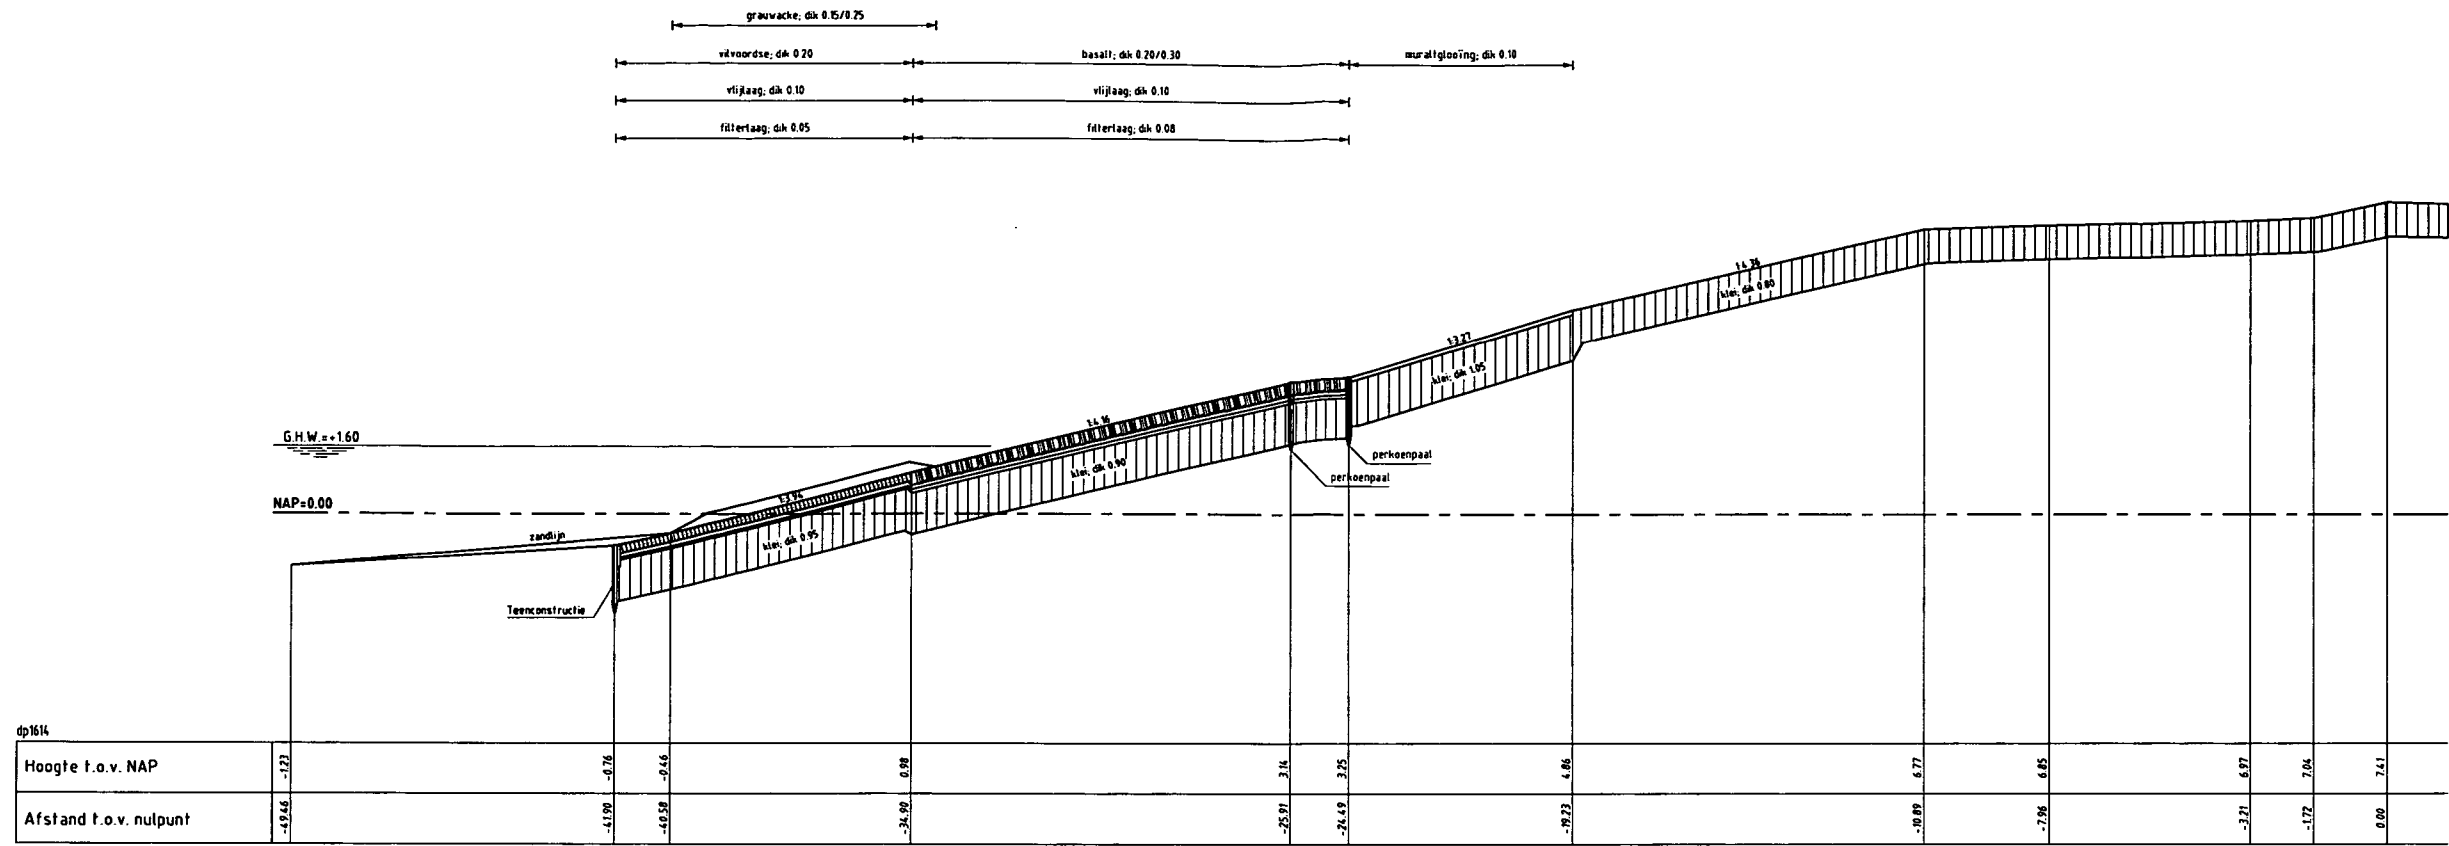 grauwacke; dik 0.15/0.25
vilvoordse; dik 0.20
basalt; dik 0.20/0.30
muraltglooïng; dik 0.10
vlijlaag; dik 0.10
vlijlaag; dik 0.10
filterlaag; dik 0.05
filterlaag; dik 0.08
1:4.36
klei; dik 0.80
1:3.27
klei; dik 1.05
1:4.16
G.H.W.=+1.60
klei; dik 0.90
perkoenpaal
perkoenpaal
1:3.94
NAP=0.00
zandlijn
klei; dik 0.95
Teenconstructie
dp1614
Hoogte t.o.v. NAP -1.23 -0.76 -0.46 0.98 3.14 3.25 4.86 6.77 6.85 6.97 7.04 7.41
Afstand t.o.v. nulpunt -49.46 -41.90 -40.58 -34.90 -25.91 -24.49 -19.23 -10.89 -7.96 -3.21 -1.72 0.00